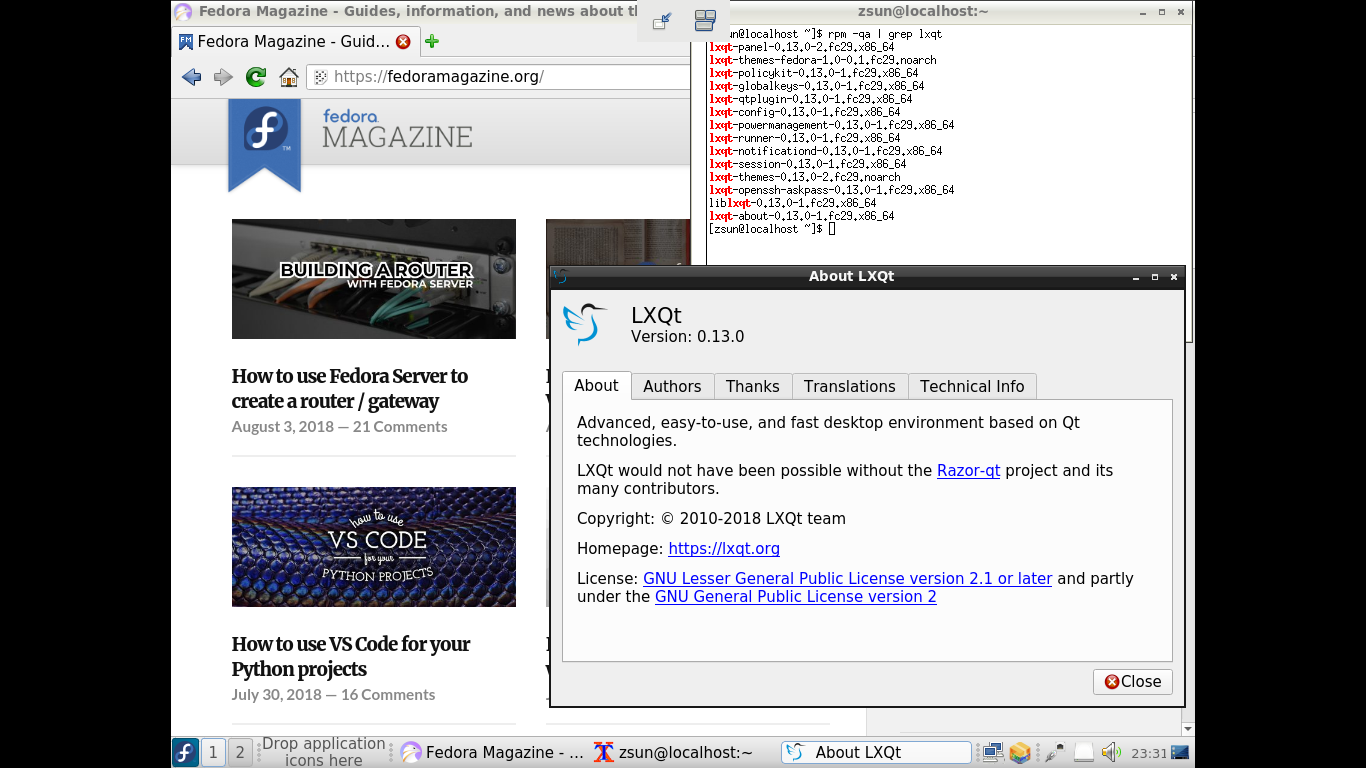 Fedora Magazine - Guides, information, and news about th
zsun@localhost:~
Fedora Magazine - Guid...
https://fedoramagazine.org/
fedora
MAGAZINE
TM
sun@localhost ~]$ rpm -qa | grep lxqt
lxqt-panel-0.13.0-2.fc29.x86_64
lxqt-themes-fedora-1.0-0.1.fc29.noarch
lxqt-policykit-0.13.0-1.fc29.x86_64
lxqt-globalkeys-0.13.0-1.fc29.x86_64
lxqt-qtplugin-0.13.0-1.fc29.x86_64
lxqt-config-0.13.0-1.fc29.x86_64
lxqt-powermanagement-0.13.0-1.fc29.x86_64
lxqt-runner-0.13.0-1.fc29.x86_64
lxqt-notificationd-0.13.0-1.fc29.x86_64
lxqt-session-0.13.0-1.fc29.x86_64
lxqt-themes-0.13.0-2.fc29.noarch
lxqt-openssh-askpass-0.13.0-1.fc29.x86_64
liblxqt-0.13.0-1.fc29.x86_64
lxqt-about-0.13.0-1.fc29.x86_64
[zsun@localhost ~]$
BUILDING A ROUTER
WITH FEDORA SERVER
How to use Fedora Server to
create a router / gateway
August 3, 2018 — 21 Comments
how to use
VS CODE
for your
PYTHON PROJECTS
How to use VS Code for your
Python projects
July 30, 2018 — 16 Comments
About LXQt
LXQt
Version: 0.13.0
About
Authors
Thanks
Translations
Technical Info
Advanced, easy-to-use, and fast desktop environment based on Qt
technologies.
LXQt would not have been possible without the Razor-qt project and its
many contributors.
Copyright: © 2010-2018 LXQt team
Homepage: https://lxqt.org
License: GNU Lesser General Public License version 2.1 or later and partly
under the GNU General Public License version 2
Close
1
2
Drop application
icons here
Fedora Magazine - ...
zsun@localhost:~
About LXQt
23:31